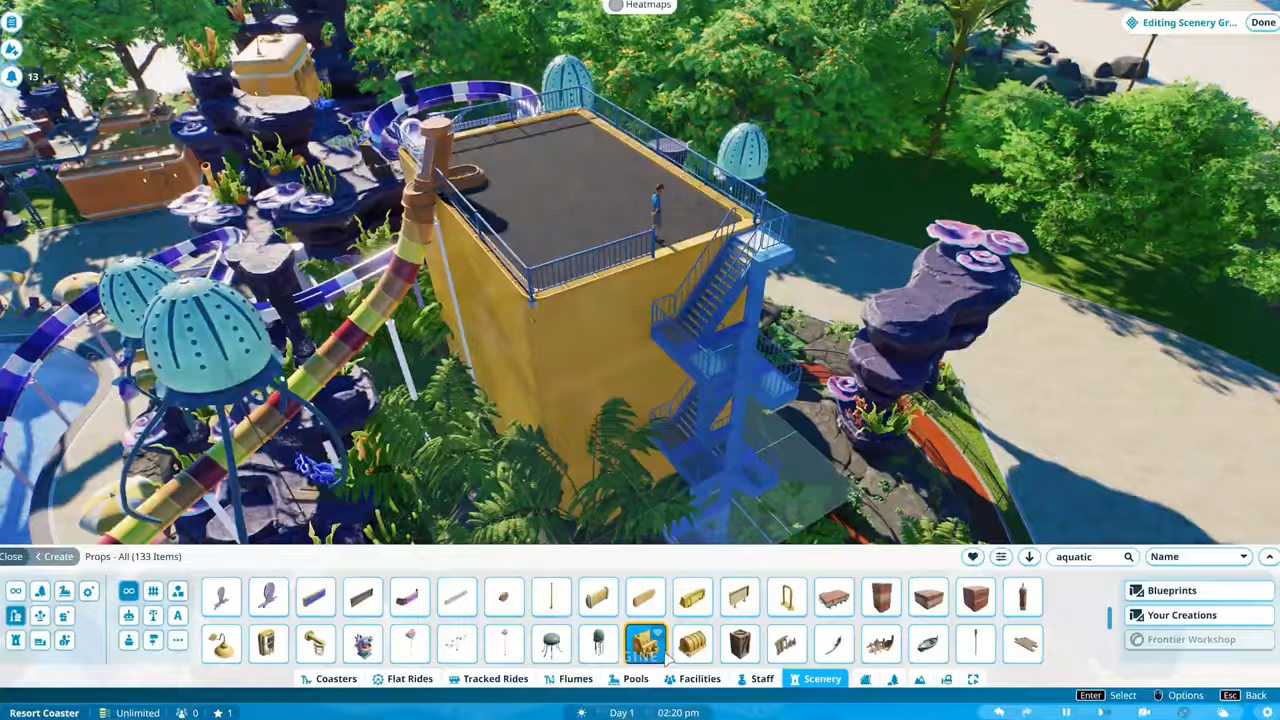 Heatmaps
Editing Scenery Gr... Done
13
Close < Create Props - All (133 Items) aquatic Name
Blueprints
Your Creations
Frontier Workshop
Coasters Flat Rides Tracked Rides Flumes Pools Facilities Staff Scenery
Enter Select Options Esc Back
Resort Coaster Unlimited 0 1 Day 1 02:20 pm